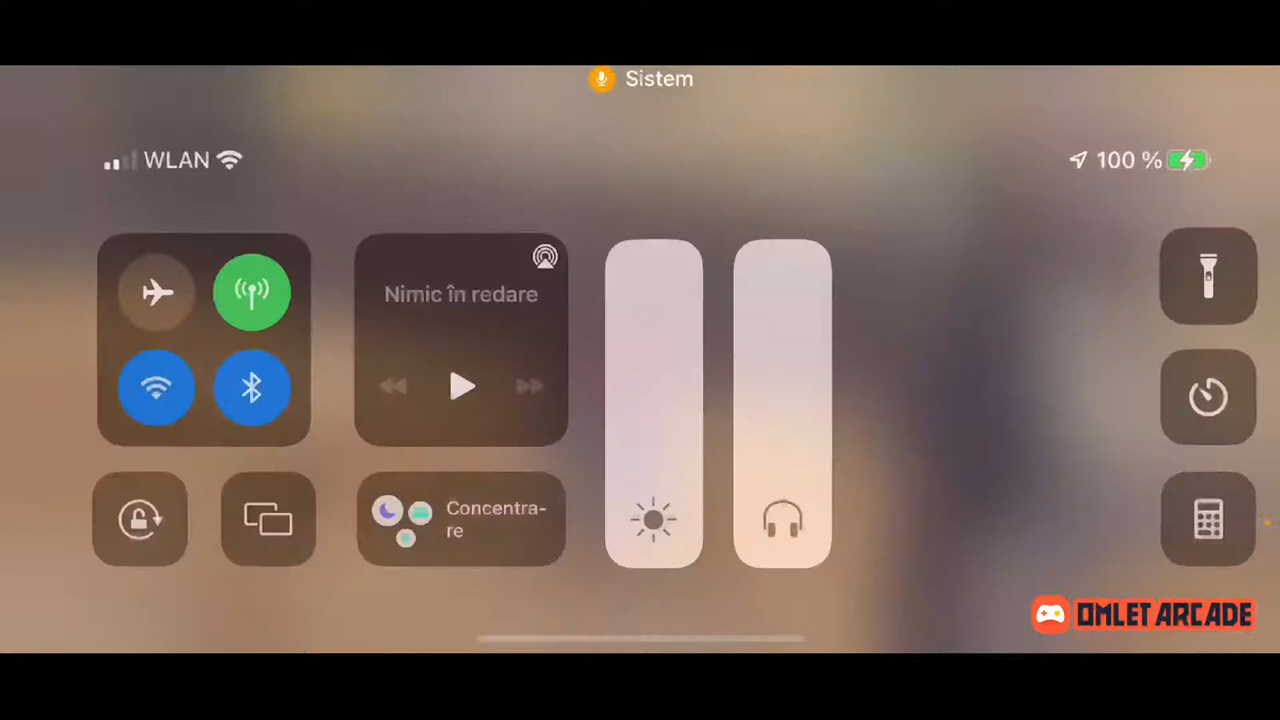 Sistem
WLAN
100 %
Nimic în redare
Concentra-
re
OMLET ARCADE